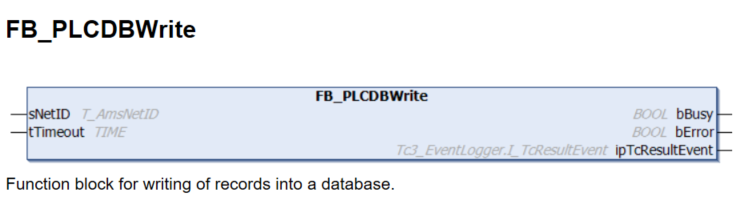 FB_PLCDBWrite
FB_PLCDBWrite
sNetID T_AmsNetID BOOL bBusy
tTimeout TIME BOOL bError
Tc3_EventLogger.I_TcResultEvent ipTcResultEvent
Function block for writing of records into a database.